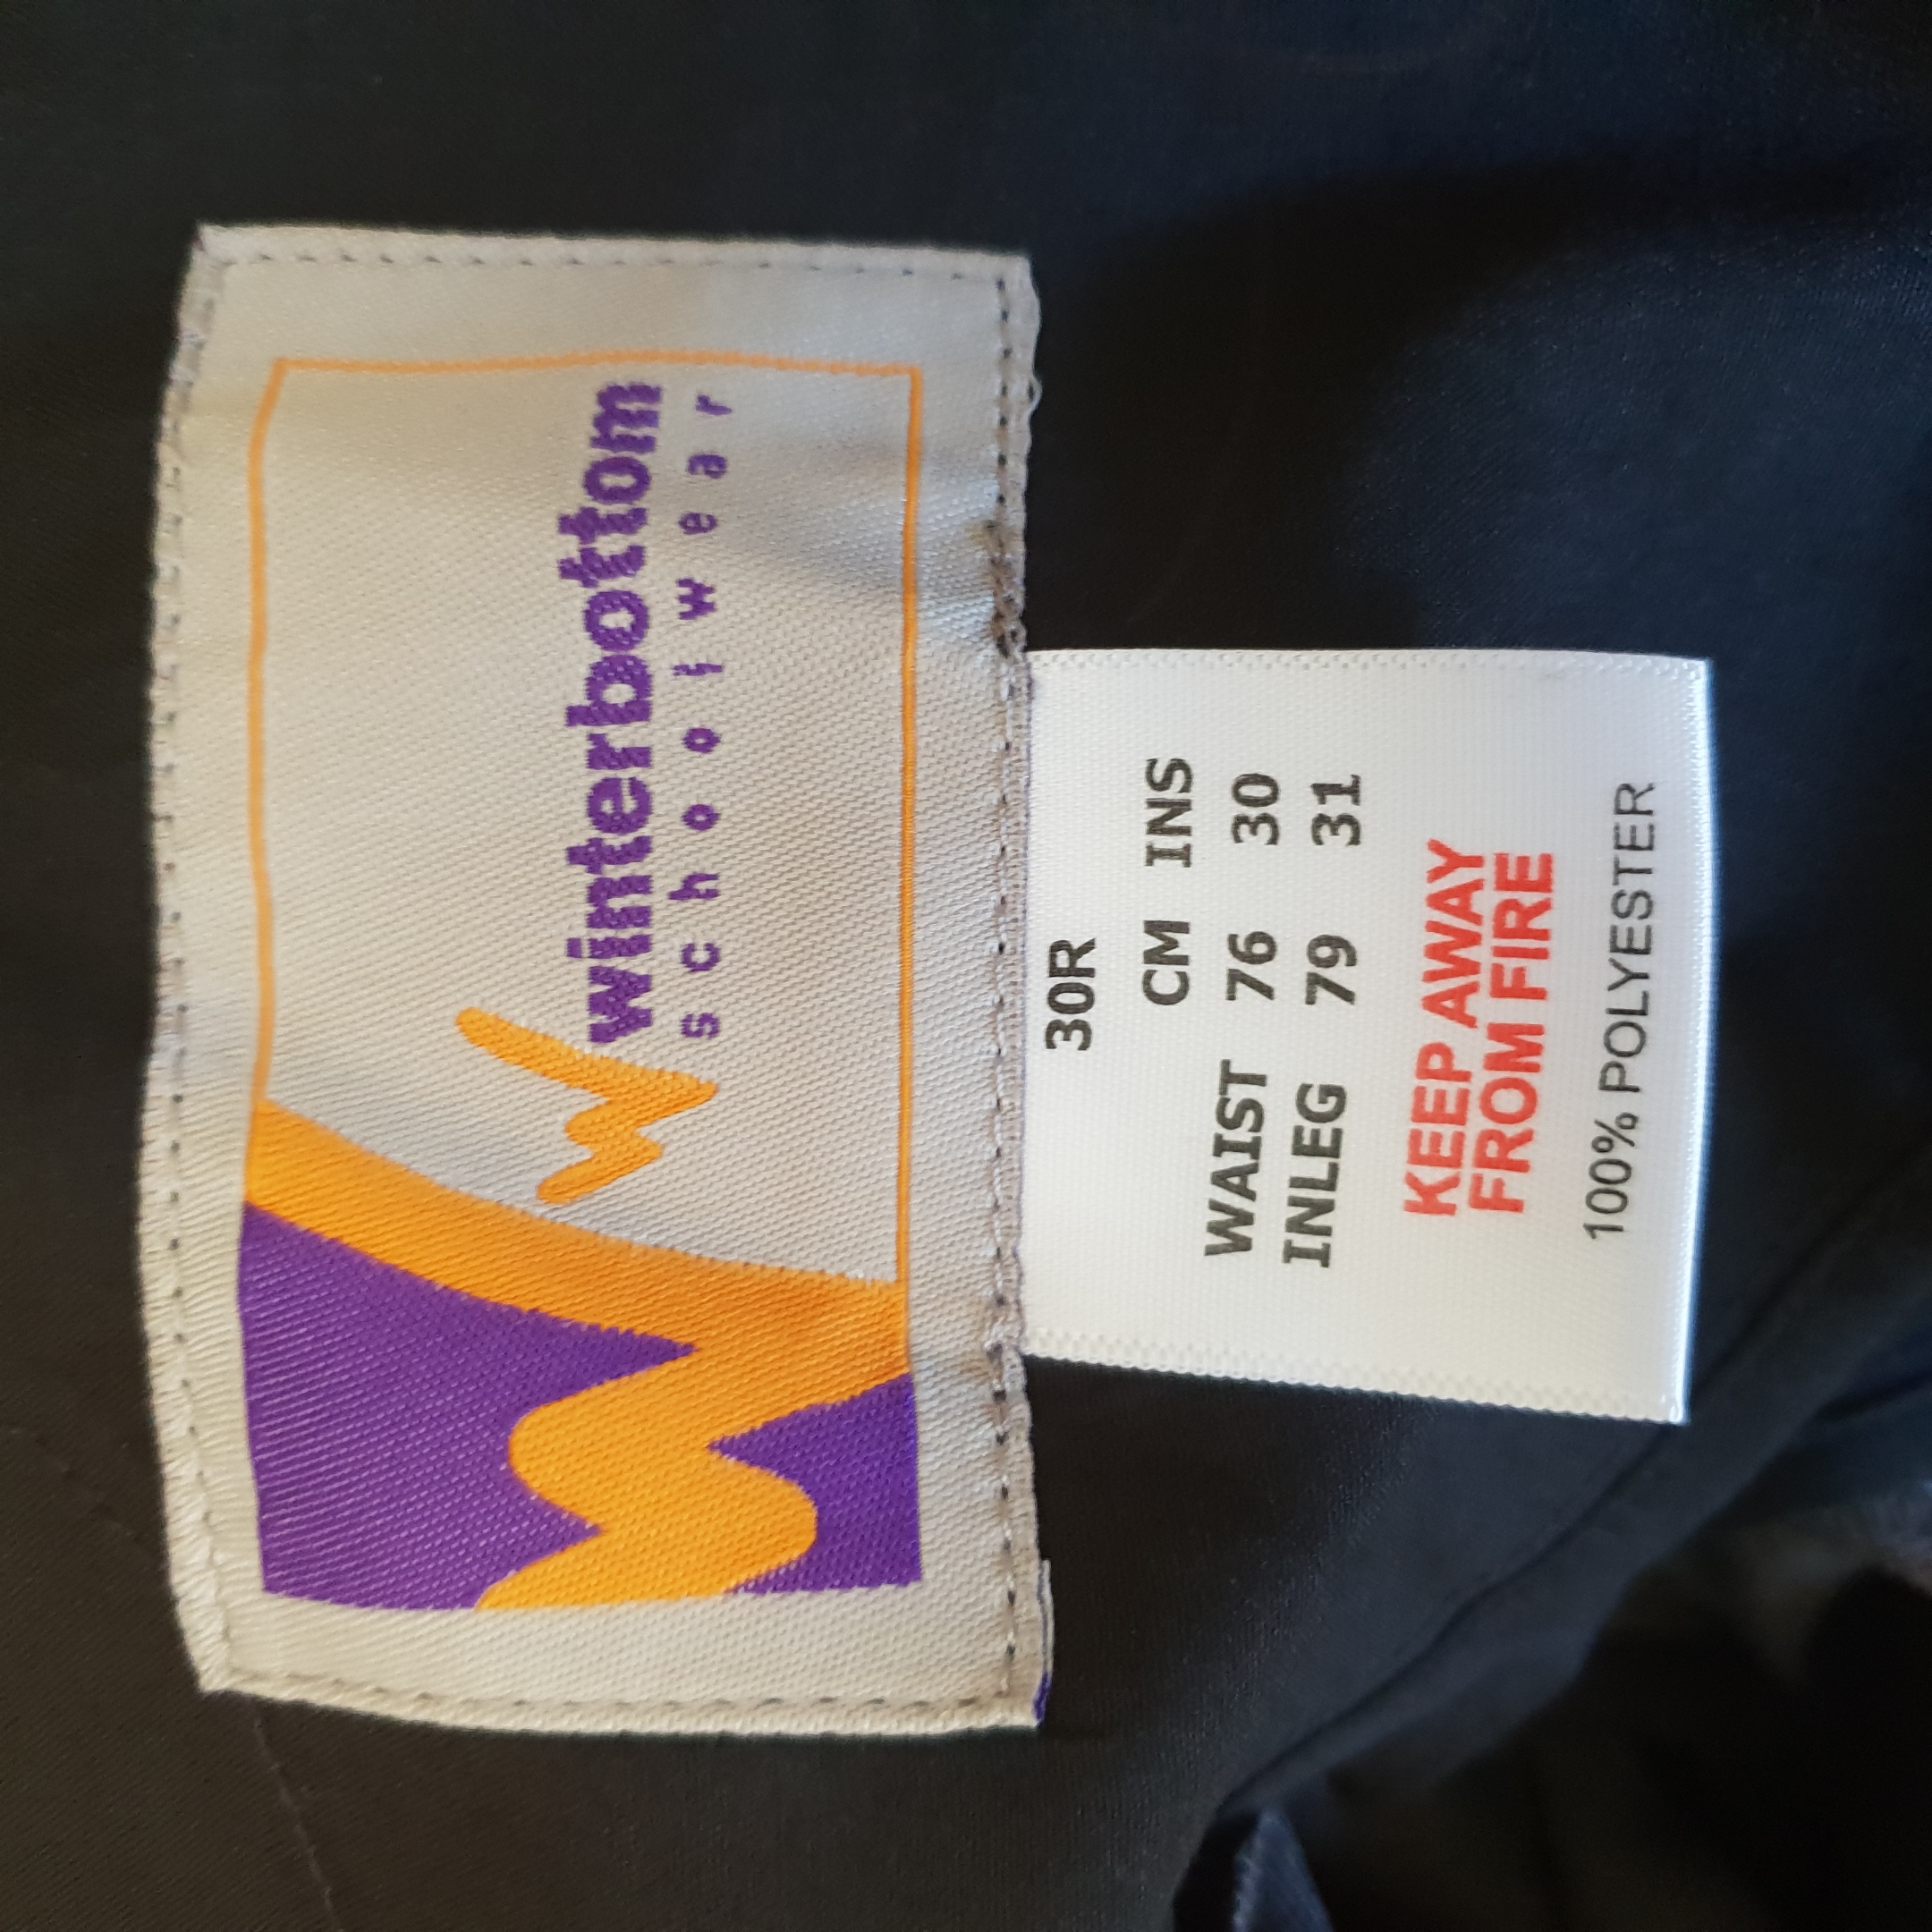 winterbottom
schoolwear
30R
CM INS
WAIST 76 30
INLEG 79 31
KEEP AWAY
FROM FIRE
100% POLYESTER